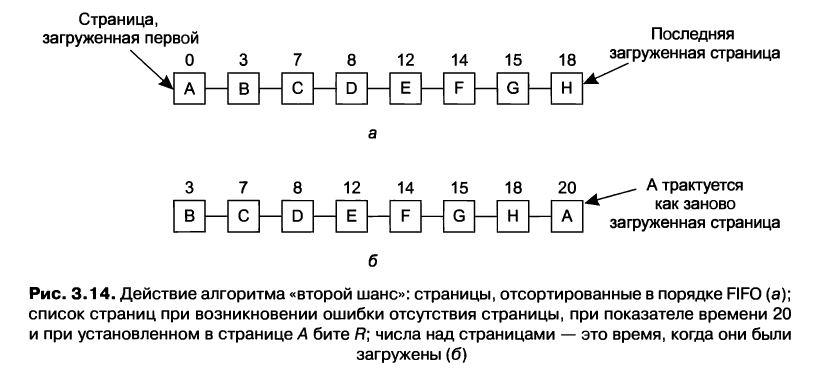 Страница,
загруженная первой
Последняя
загруженная страница
0 3 7 8 12 14 15 18
A B C D E F G H
а
3 7 8 12 14 15 18 20
B C D E F G H A
А трактуется
как заново
загруженная страница
б
Рис. 3.14. Действие алгоритма «второй шанс»: страницы, отсортированные в порядке FIFO (а);
список страниц при возникновении ошибки отсутствия страницы, при показателе времени 20
и при установленном в странице А бите R; числа над страницами — это время, когда они были
загружены (б)